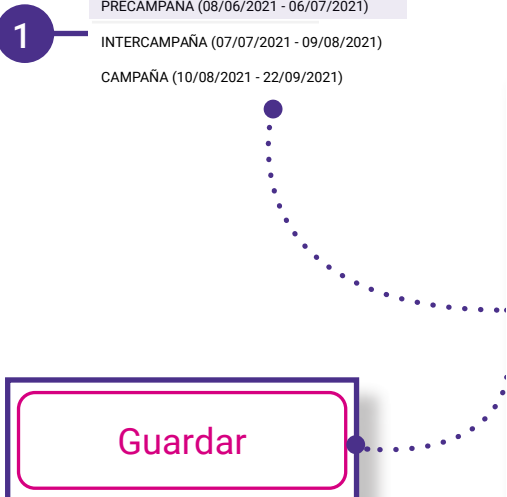 PRECAMPAÑA (08/06/2021 - 06/07/2021)
1
INTERCAMPAÑA (07/07/2021 - 09/08/2021)
CAMPAÑA (10/08/2021 - 22/09/2021)
Guardar